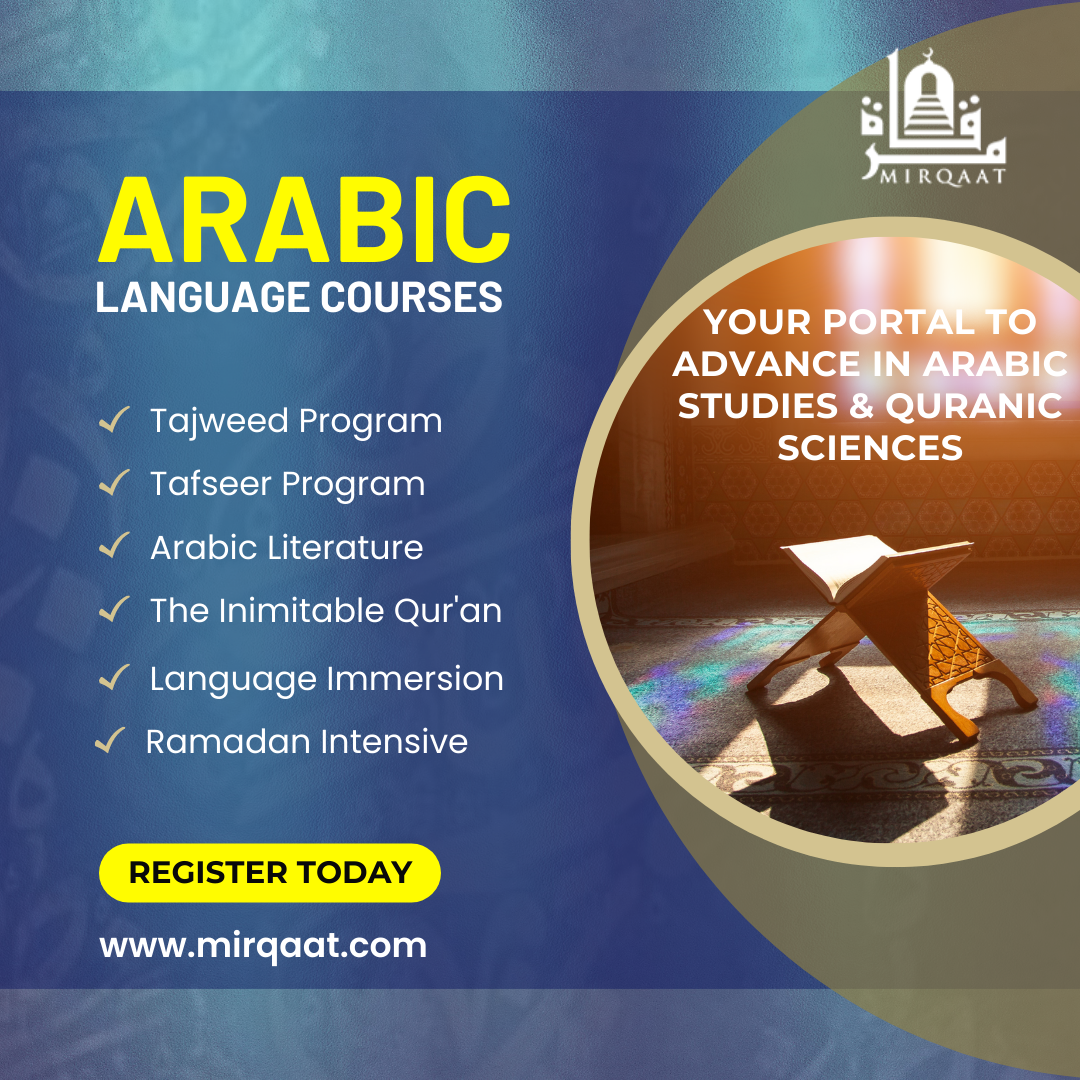 مرقاة
MIRQAAT
ARABIC
LANGUAGE COURSES
Tajweed Program
Tafseer Program
Arabic Literature
The Inimitable Qur'an
Language Immersion
Ramadan Intensive
REGISTER TODAY
www.mirqaat.com
YOUR PORTAL TO
ADVANCE IN ARABIC
STUDIES & QURANIC
SCIENCES